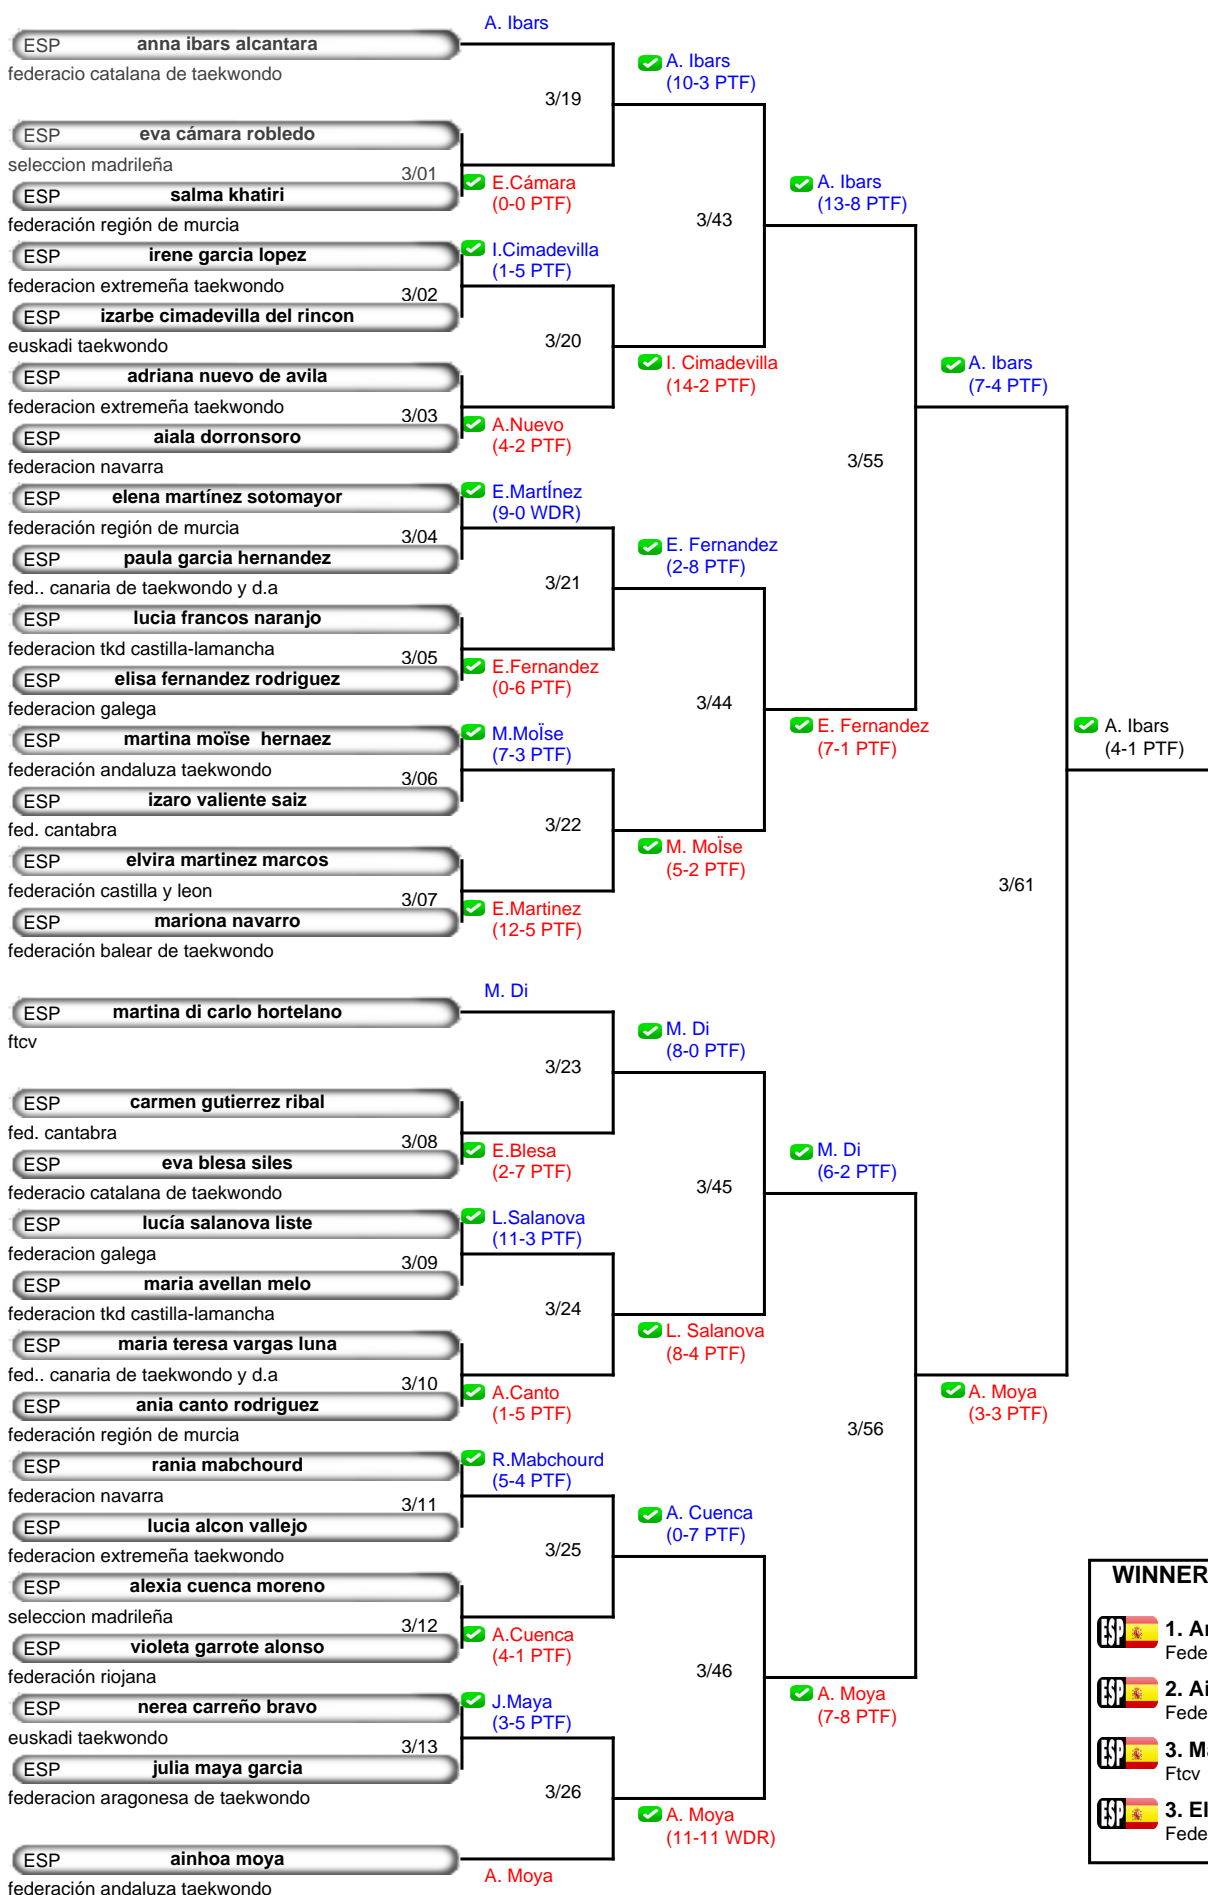 A. Ibars
ESP anna ibars alcantara
federacio catalana de taekwondo
A. Ibars
(10-3 PTF)
3/19
ESP eva cámara robledo
seleccion madrileña
3/01
ESP salma khatiri
federación región de murcia
E.Cámara
(0-0 PTF)
A. Ibars
(13-8 PTF)
3/43
ESP irene garcia lopez
federacion extremeña taekwondo
3/02
I.Cimadevilla
(1-5 PTF)
ESP izarbe cimadevilla del rincon
euskadi taekwondo
3/20
I. Cimadevilla
(14-2 PTF)
A. Ibars
(7-4 PTF)
ESP adriana nuevo de avila
federacion extremeña taekwondo
3/03
ESP aiala dorronsoro
federacion navarra
A.Nuevo
(4-2 PTF)
3/55
ESP elena martínez sotomayor
federación región de murcia
3/04
E.MartÍnez
(9-0 WDR)
ESP paula garcia hernandez
fed.. canaria de taekwondo y d.a
E. Fernandez
(2-8 PTF)
3/21
ESP lucia francos naranjo
federacion tkd castilla-lamancha
3/05
ESP elisa fernandez rodriguez
federacion galega
E.Fernandez
(0-6 PTF)
3/44
ESP martina moïse hernaez
federación andaluza taekwondo
3/06
M.MoÏse
(7-3 PTF)
E. Fernandez
(7-1 PTF)
A. Ibars
(4-1 PTF)
ESP izaro valiente saiz
fed. cantabra
3/22
M. MoÏse
(5-2 PTF)
ESP elvira martinez marcos
federación castilla y leon
3/07
ESP mariona navarro
federación balear de taekwondo
E.Martinez
(12-5 PTF)
3/61
M. Di
ESP martina di carlo hortelano
ftcv
M. Di
(8-0 PTF)
3/23
ESP carmen gutierrez ribal
fed. cantabra
3/08
ESP eva blesa siles
federacio catalana de taekwondo
E.Blesa
(2-7 PTF)
M. Di
(6-2 PTF)
3/45
ESP lucía salanova liste
federacion galega
3/09
L.Salanova
(11-3 PTF)
ESP maria avellan melo
federacion tkd castilla-lamancha
3/24
L. Salanova
(8-4 PTF)
ESP maria teresa vargas luna
fed.. canaria de taekwondo y d.a
3/10
ESP ania canto rodriguez
federación región de murcia
A.Canto
(1-5 PTF)
A. Moya
(3-3 PTF)
3/56
ESP rania mabchourd
federacion navarra
3/11
R.Mabchourd
(5-4 PTF)
ESP lucia alcon vallejo
federacion extremeña taekwondo
A. Cuenca
(0-7 PTF)
3/25
ESP alexia cuenca moreno
seleccion madrileña
3/12
ESP violeta garrote alonso
federación riojana
A.Cuenca
(4-1 PTF)
3/46
ESP nerea carreño bravo
euskadi taekwondo
3/13
J.Maya
(3-5 PTF)
A. Moya
(7-8 PTF)
ESP julia maya garcia
federacion aragonesa de taekwondo
3/26
A. Moya
(11-11 WDR)
ESP ainhoa moya
federación andaluza taekwondo
A. Moya
WINNER
ESP 1. Ar
Fede
ESP 2. Ai
Fede
ESP 3. Ma
Ftcv
ESP 3. El
Fede